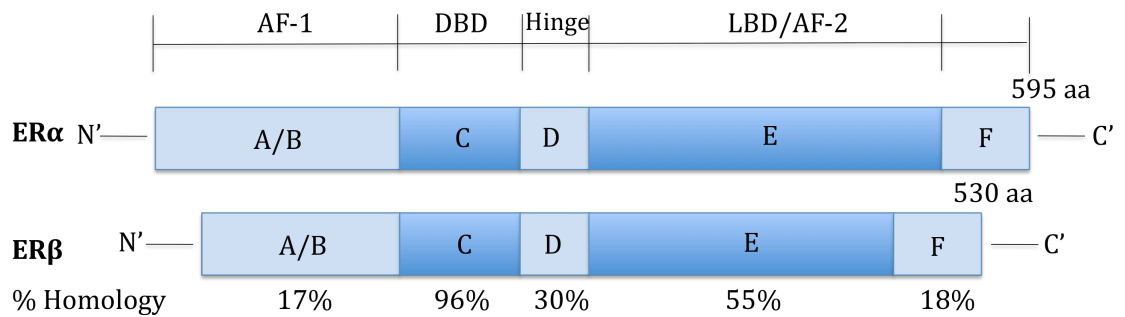 AF-1 DBD Hinge LBD/AF-2
595 aa
ERα N’ A/B C D E F C’
530 aa
ERβ N’ A/B C D E F C’
% Homology 17% 96% 30% 55% 18%